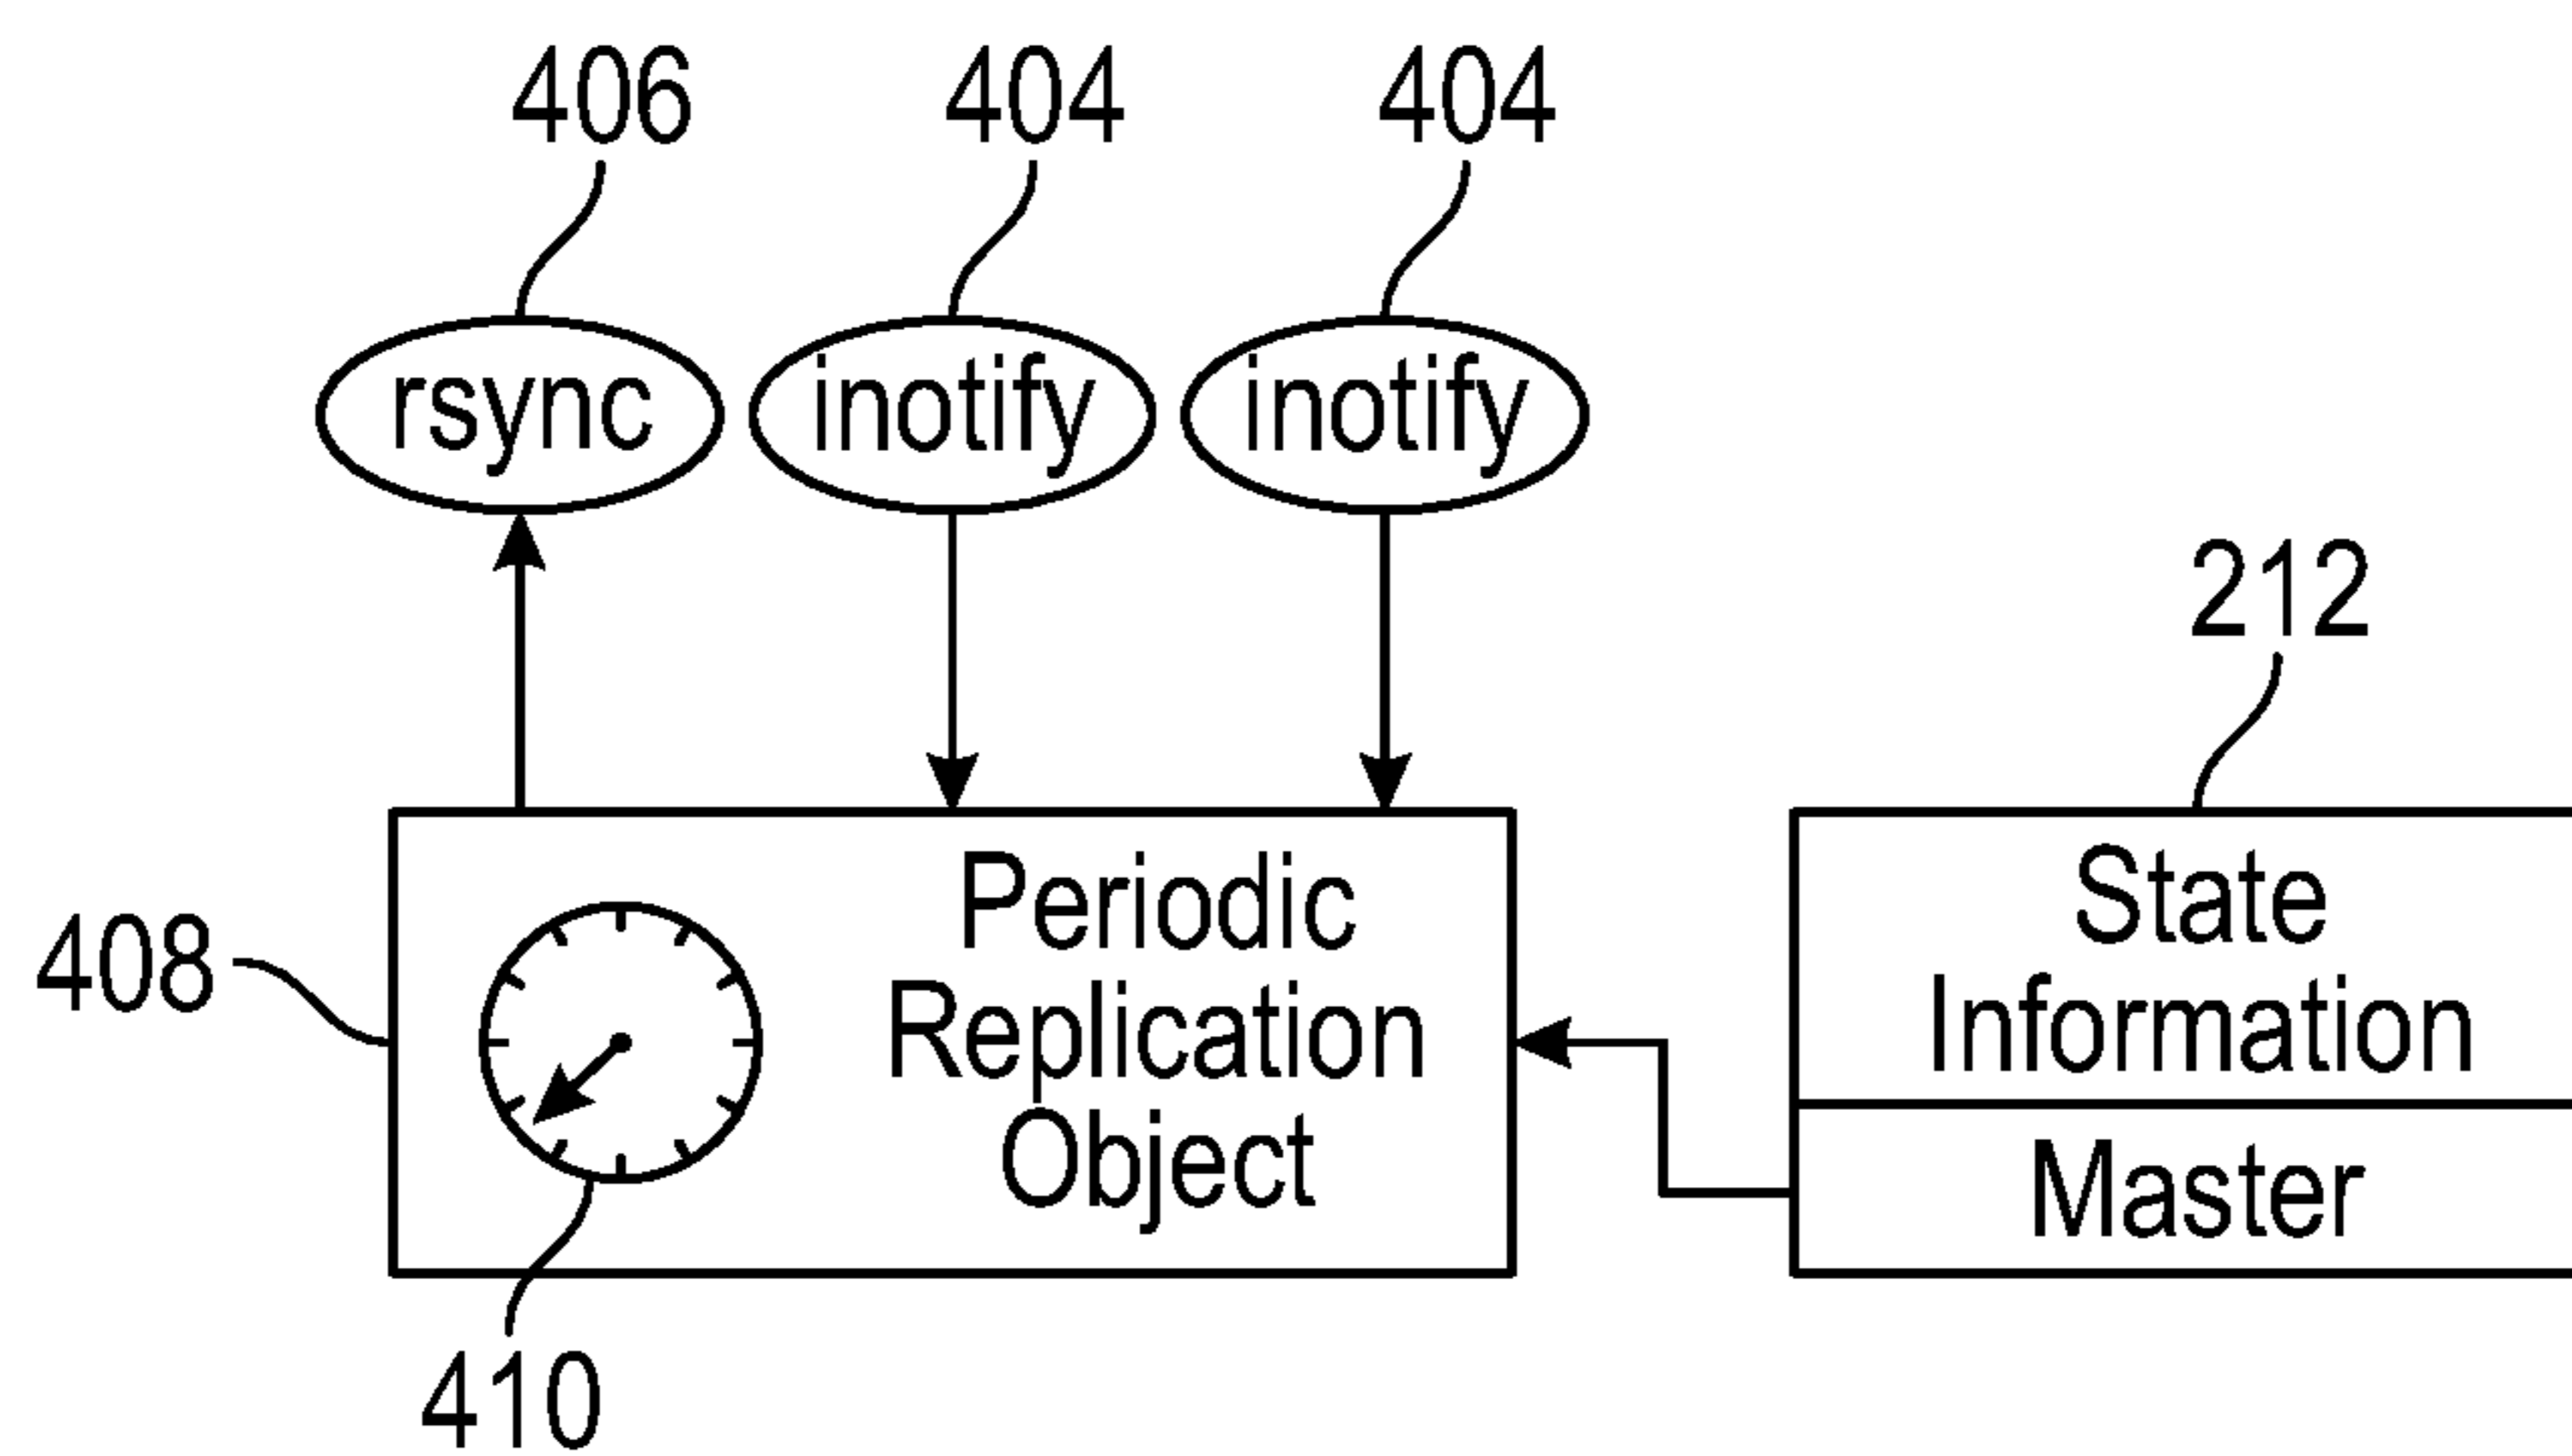 406 404 404
rsync inotify inotify
212
Periodic
Replication
Object
State
Information
Master
408
410